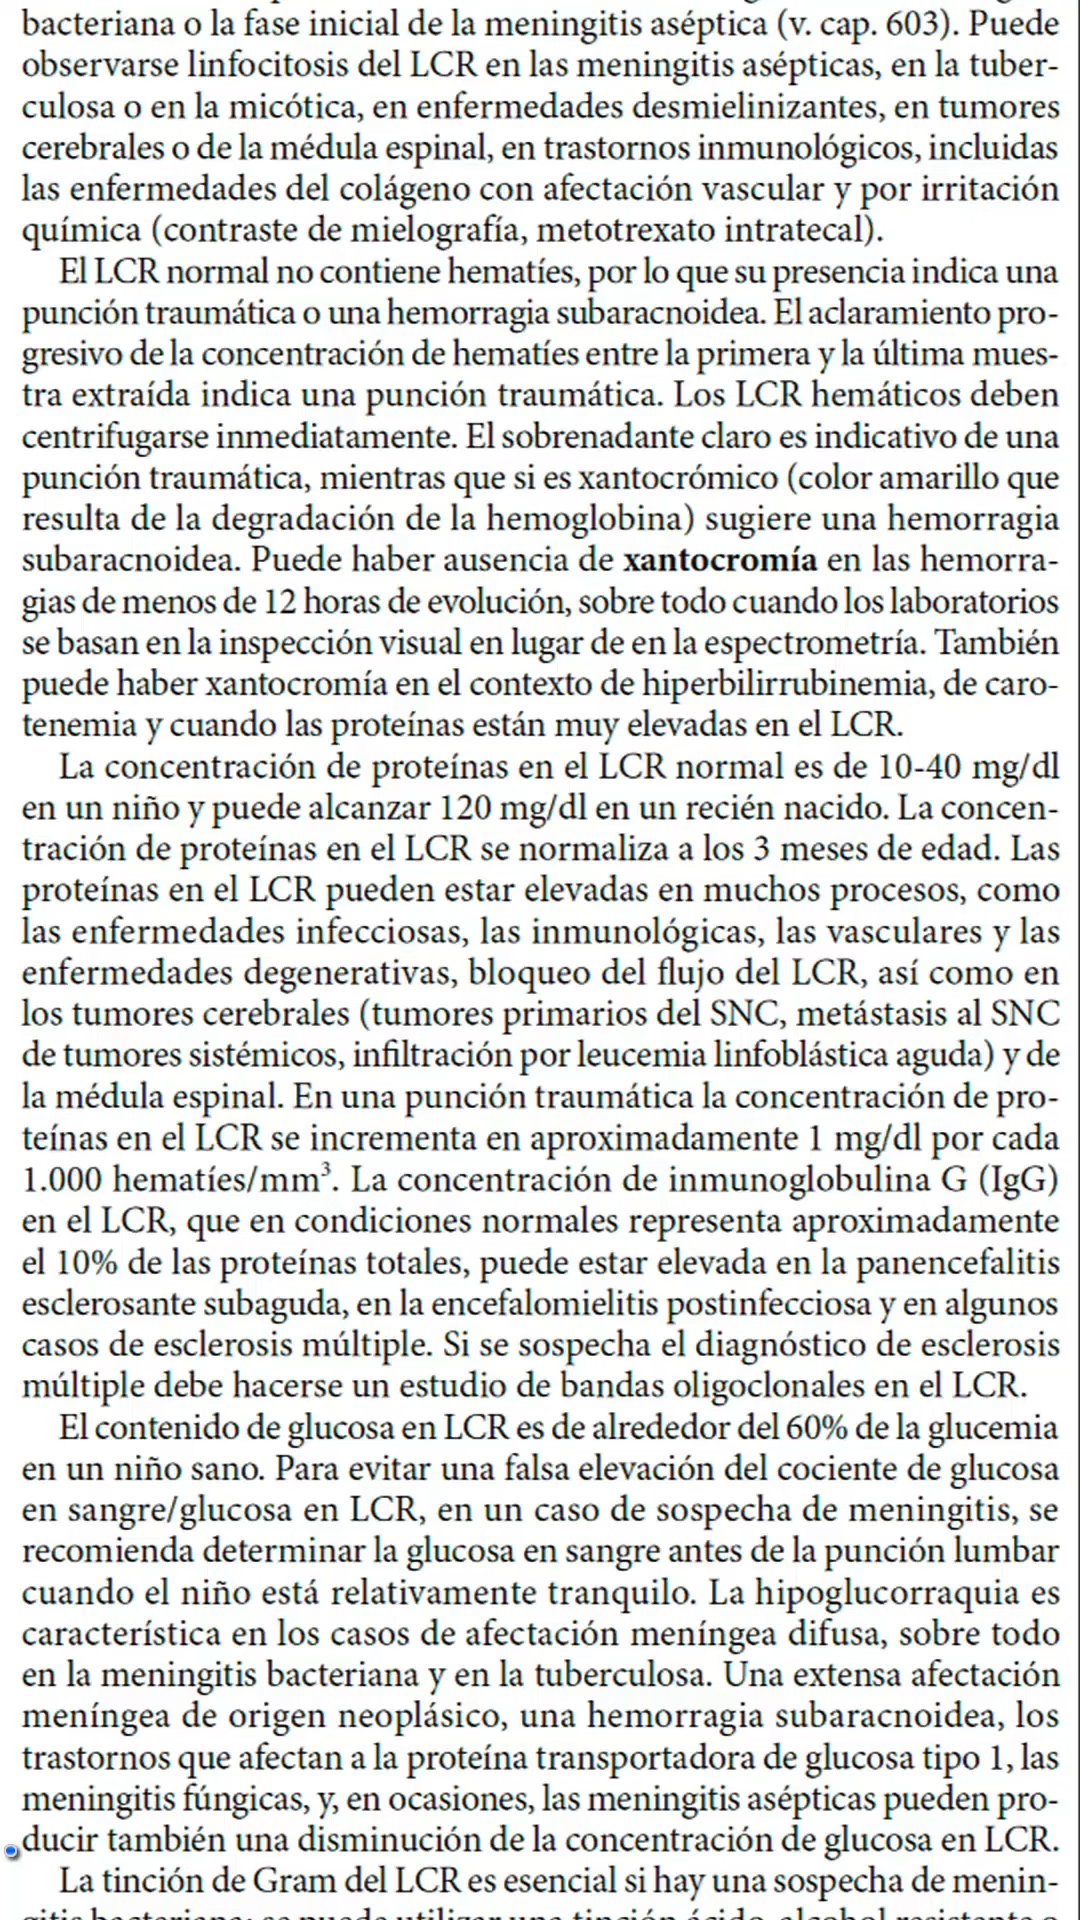 bacteriana o la fase inicial de la meningitis aséptica (v. cap. 603). Puede
observarse linfocitosis del LCR en las meningitis asépticas, en la tuber-
culosa o en la micótica, en enfermedades desmielinizantes, en tumores
cerebrales o de la médula espinal, en trastornos inmunológicos, incluidas
las enfermedades del colágeno con afectación vascular y por irritación
química (contraste de mielografía, metotrexato intratecal).
El LCR normal no contiene hematíes, por lo que su presencia indica una
punción traumática o una hemorragia subaracnoidea. El aclaramiento pro-
gresivo de la concentración de hematíes entre la primera y la última mues-
tra extraída indica una punción traumática. Los LCR hemáticos deben
centrifugarse inmediatamente. El sobrenadante claro es indicativo de una
punción traumática, mientras que si es xantocrómico (color amarillo que
resulta de la degradación de la hemoglobina) sugiere una hemorragia
subaracnoidea. Puede haber ausencia de xantocromía en las hemorra-
gias de menos de 12 horas de evolución, sobre todo cuando los laboratorios
se basan en la inspección visual en lugar de en la espectrometría. También
puede haber xantocromía en el contexto de hiperbilirrubinemia, de caro-
tenemia y cuando las proteínas están muy elevadas en el LCR.
La concentración de proteínas en el LCR normal es de 10-40 mg/dl
en un niño y puede alcanzar 120 mg/dl en un recién nacido. La concen-
tración de proteínas en el LCR se normaliza a los 3 meses de edad. Las
proteínas en el LCR pueden estar elevadas en muchos procesos, como
las enfermedades infecciosas, las inmunológicas, las vasculares y las
enfermedades degenerativas, bloqueo del flujo del LCR, así como en
los tumores cerebrales (tumores primarios del SNC, metástasis al SNC
de tumores sistémicos, infiltración por leucemia linfoblástica aguda) y de
la médula espinal. En una punción traumática la concentración de pro-
teínas en el LCR se incrementa en aproximadamente 1 mg/dl por cada
1.000 hematíes/mm³. La concentración de inmunoglobulina G (IgG)
en el LCR, que en condiciones normales representa aproximadamente
el 10% de las proteínas totales, puede estar elevada en la panencefalitis
esclerosante subaguda, en la encefalomielitis postinfecciosa y en algunos
casos de esclerosis múltiple. Si se sospecha el diagnóstico de esclerosis
múltiple debe hacerse un estudio de bandas oligoclonales en el LCR.
El contenido de glucosa en LCR es de alrededor del 60% de la glucemia
en un niño sano. Para evitar una falsa elevación del cociente de glucosa
en sangre/glucosa en LCR, en un caso de sospecha de meningitis, se
recomienda determinar la glucosa en sangre antes de la punción lumbar
cuando el niño está relativamente tranquilo. La hipoglucorraquia es
característica en los casos de afectación meníngea difusa, sobre todo
en la meningitis bacteriana y en la tuberculosa. Una extensa afectación
meníngea de origen neoplásico, una hemorragia subaracnoidea, los
trastornos que afectan a la proteína transportadora de glucosa tipo 1, las
meningitis fúngicas, y, en ocasiones, las meningitis asépticas pueden pro-
ducir también una disminución de la concentración de glucosa en LCR.
La tinción de Gram del LCR es esencial si hay una sospecha de menin-